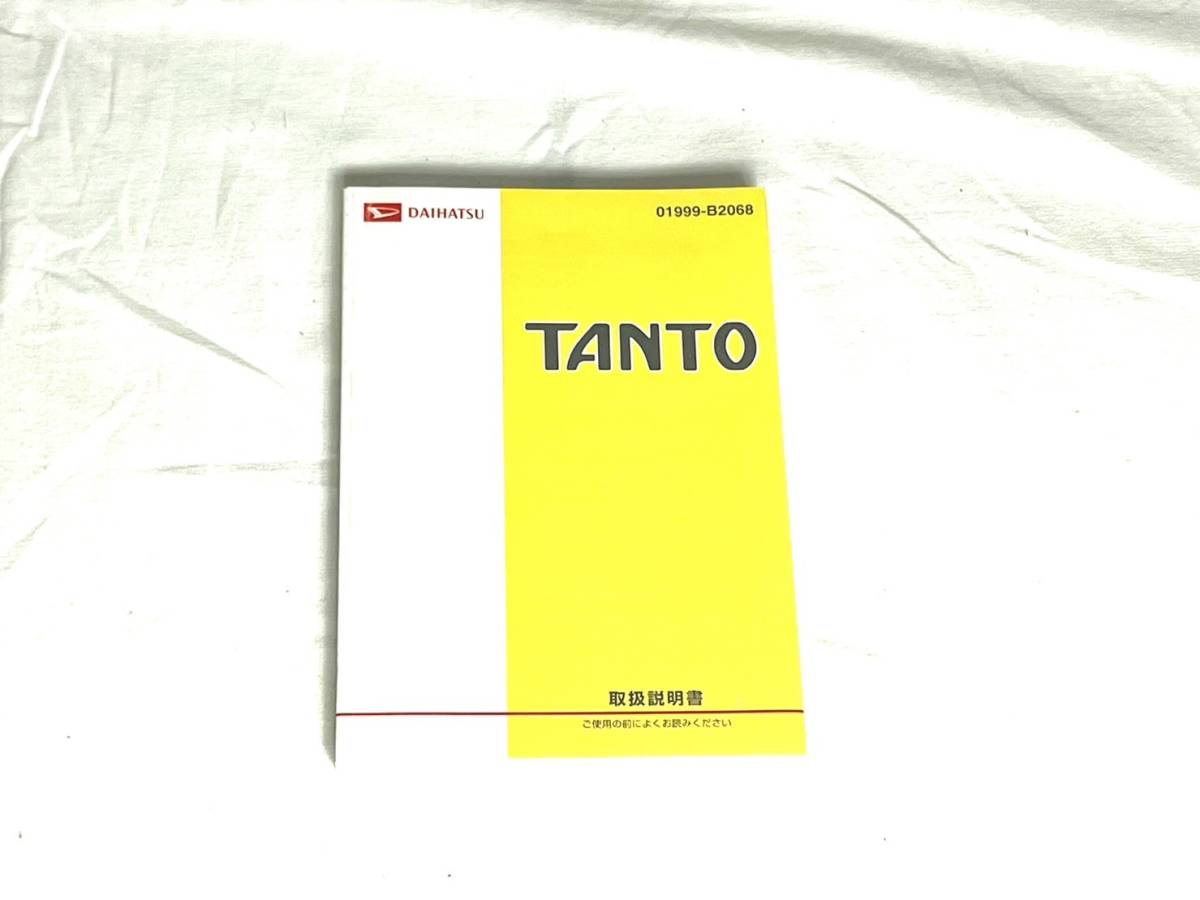 DAIHATSU
01999-B2068
TANTO
取扱説明書
ご使用の前によくお読みください